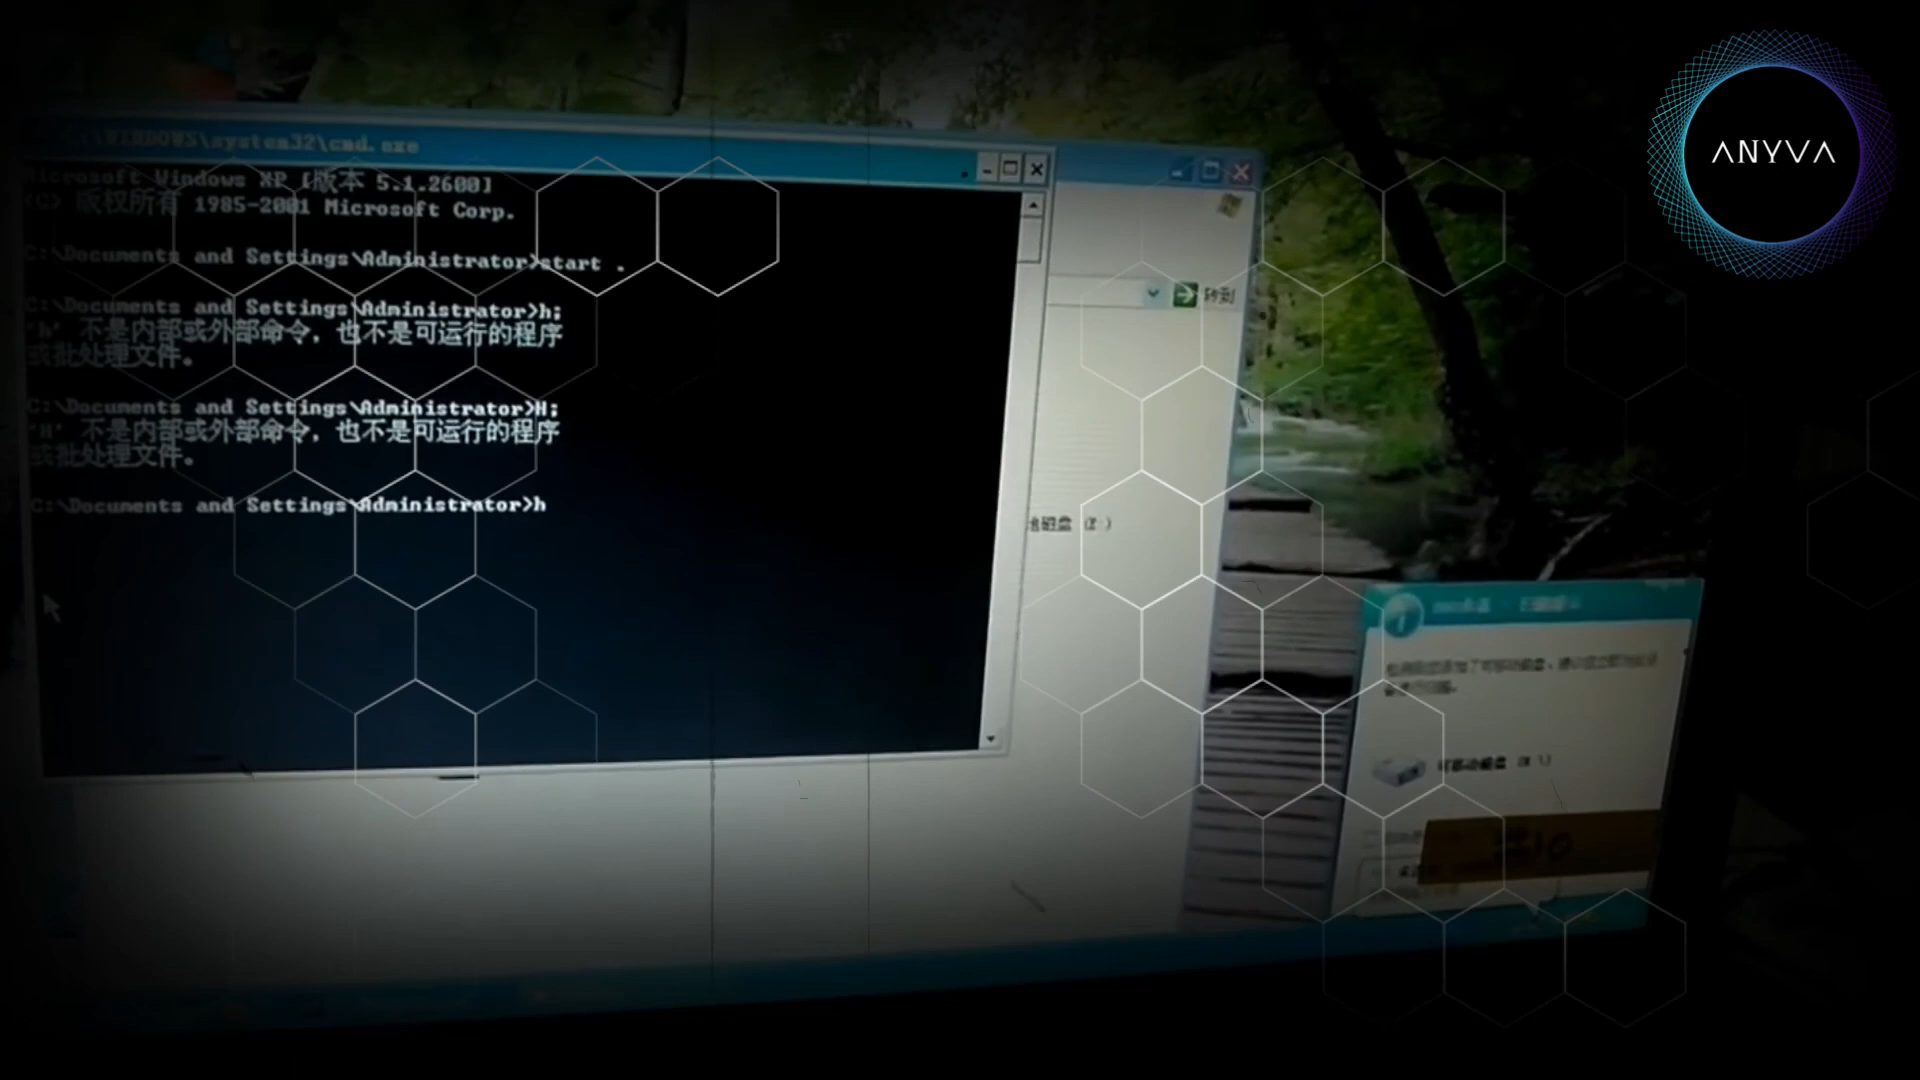 C:\WINDOWS\system32\cmd.exe
Microsoft Windows XP [版本 5.1.2600]
(C) 版权所有 1985-2001 Microsoft Corp.
C:\Documents and Settings\Administrator>start .
C:\Documents and Settings\Administrator>h;
'h' 不是内部或外部命令，也不是可运行的程序
或批处理文件。
C:\Documents and Settings\Administrator>H;
'H' 不是内部或外部命令，也不是可运行的程序
或批处理文件。
C:\Documents and Settings\Administrator>h
转到
地磁盘
ANYVA